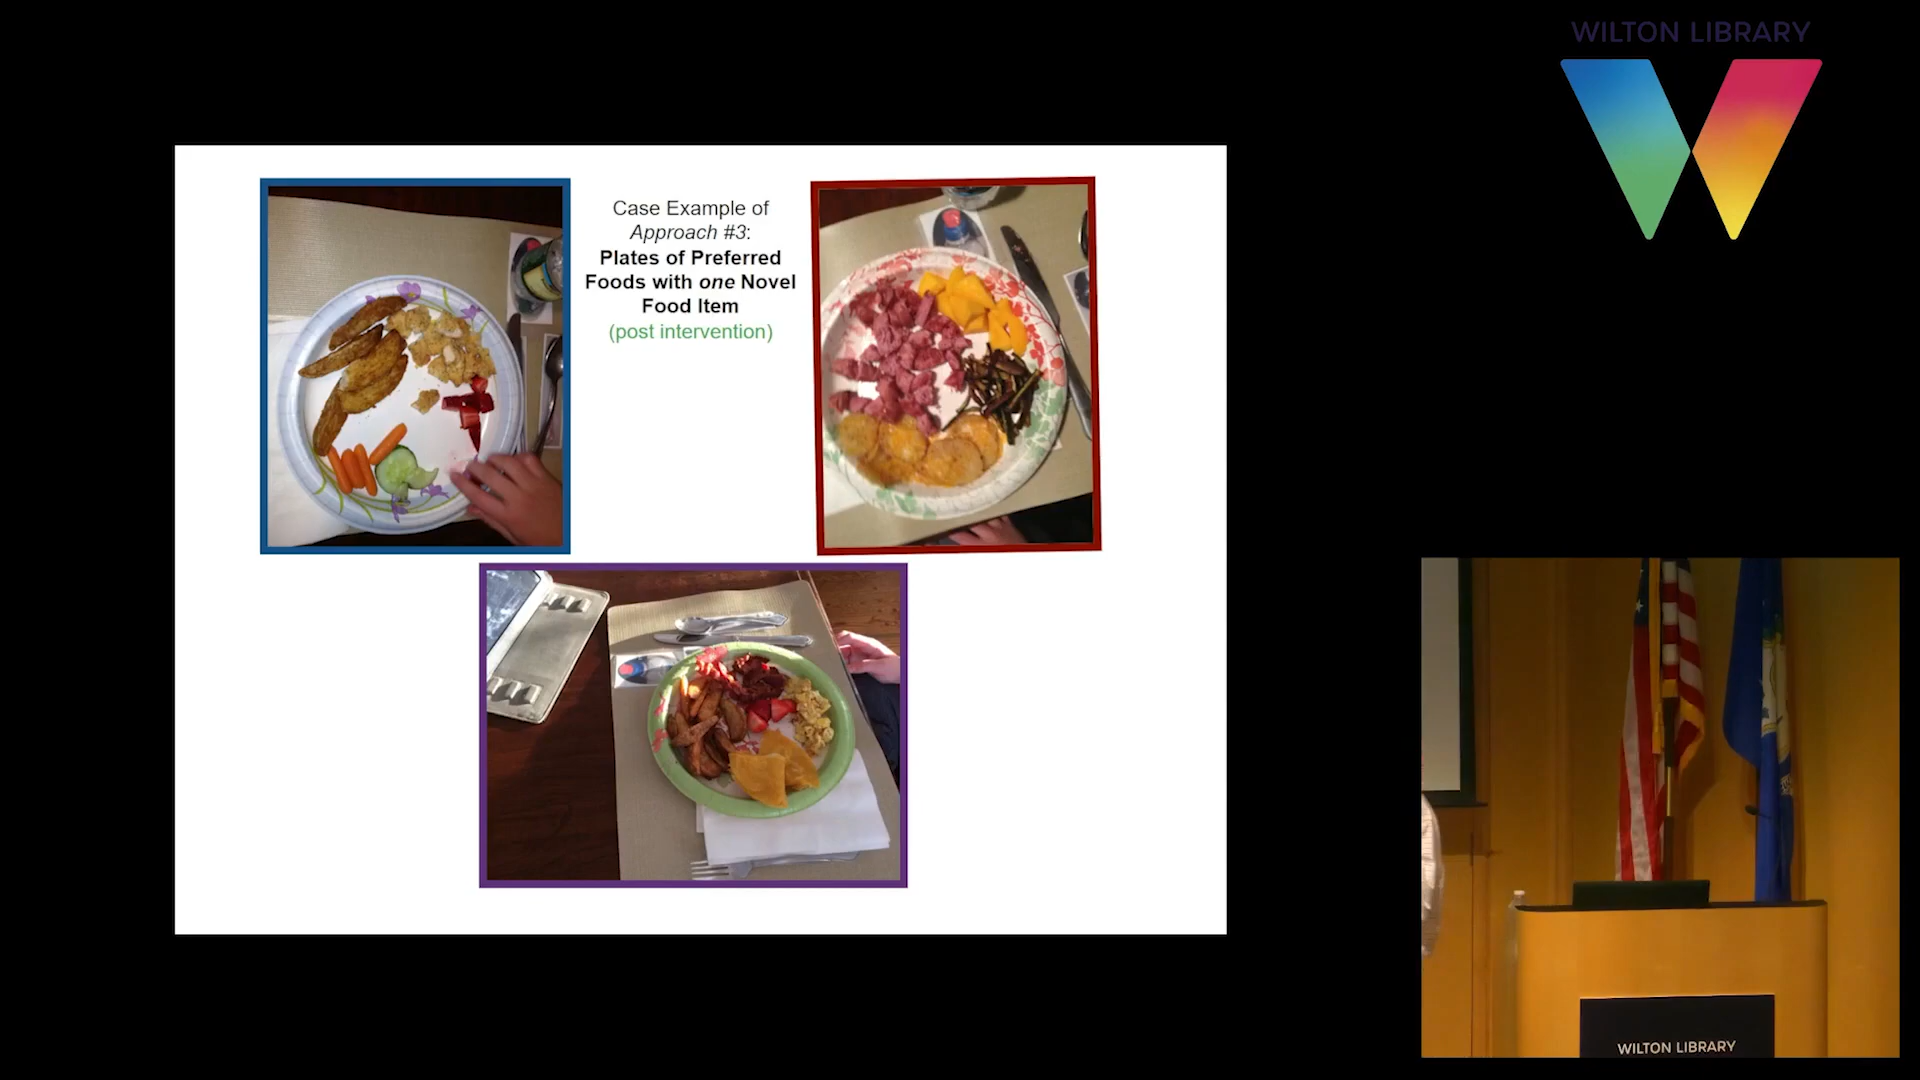 WILTON LIBRARY
Case Example of
Approach #3:
Plates of Preferred
Foods with one Novel
Food Item
(post intervention)
WILTON LIBRARY